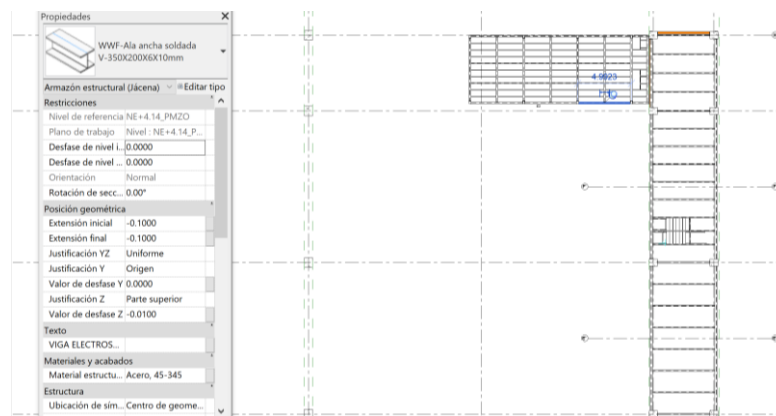 Propiedades
WWF-Ala ancha soldada
V-350X200X6X10mm
Armazón estructural (Jácena)
Editar tipo
Restricciones
Nivel de referencia NE+4.14_PMZO
Plano de trabajo Nivel : NE+4.14_P...
Desfase de nivel i... 0.0000
Desfase de nivel ... 0.0000
Orientación Normal
Rotación de secc... 0.00°
Posición geométrica
Extensión inicial -0.1000
Extensión final -0.1000
Justificación YZ Uniforme
Justificación Y Origen
Valor de desfase Y 0.0000
Justificación Z Parte superior
Valor de desfase Z -0.0100
Texto
VIGA ELECTROS...
Materiales y acabados
Material estructu... Acero, 45-345
Estructura
Ubicación de sím... Centro de geome...
4.9923